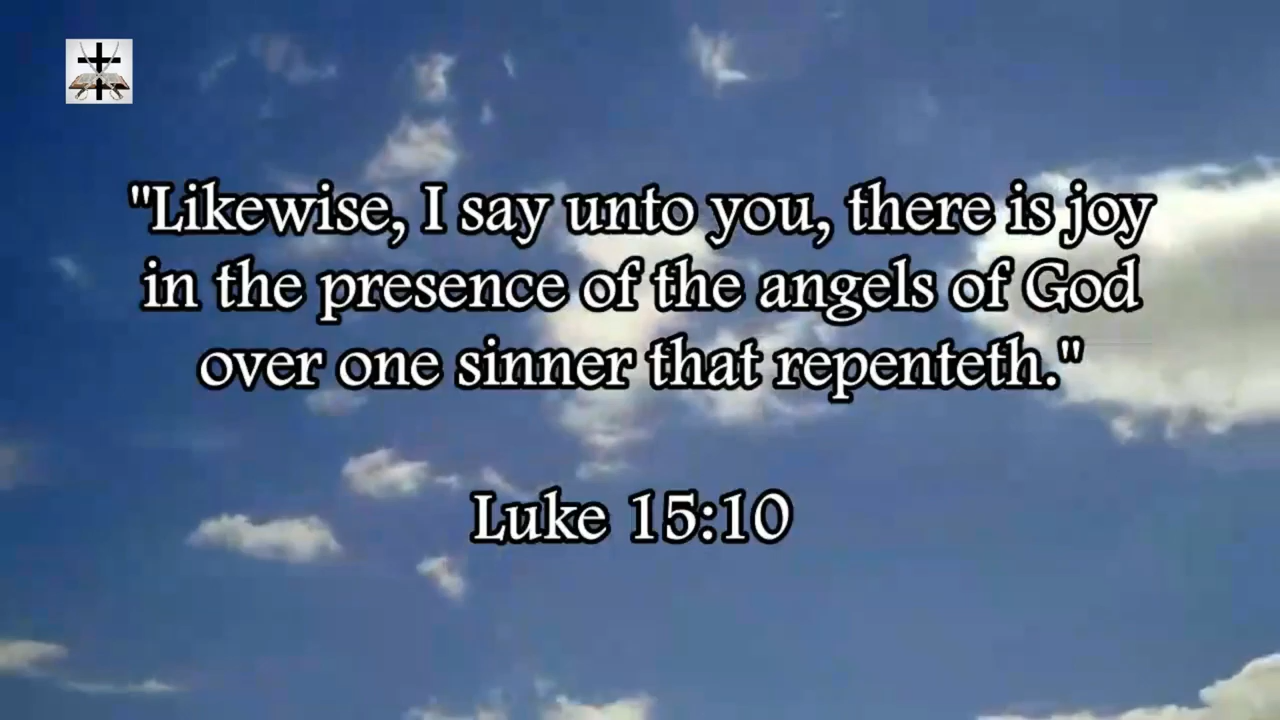 "Likewise, I say unto you, there is joy
in the presence of the angels of God
over one sinner that repenteth."
Luke 15:10